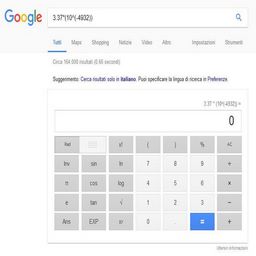 Google
3.37*(10^(-4932))
Tutti Maps Shopping Notizie Video Altro Impostazioni Strumenti
Circa 164.000 risultati (0,65 secondi)
Suggerimento: Cerca risultati solo in italiano. Puoi specificare la lingua di ricerca in Preferenze.
3.37 * (10^(-4932)) =
0
Rad x! ( ) % AC
Inv sin ln 7 8 9 ÷
π cos log 4 5 6 ×
e tan √ 1 2 3 −
Ans EXP 0 . = +
Ulteriori informazioni